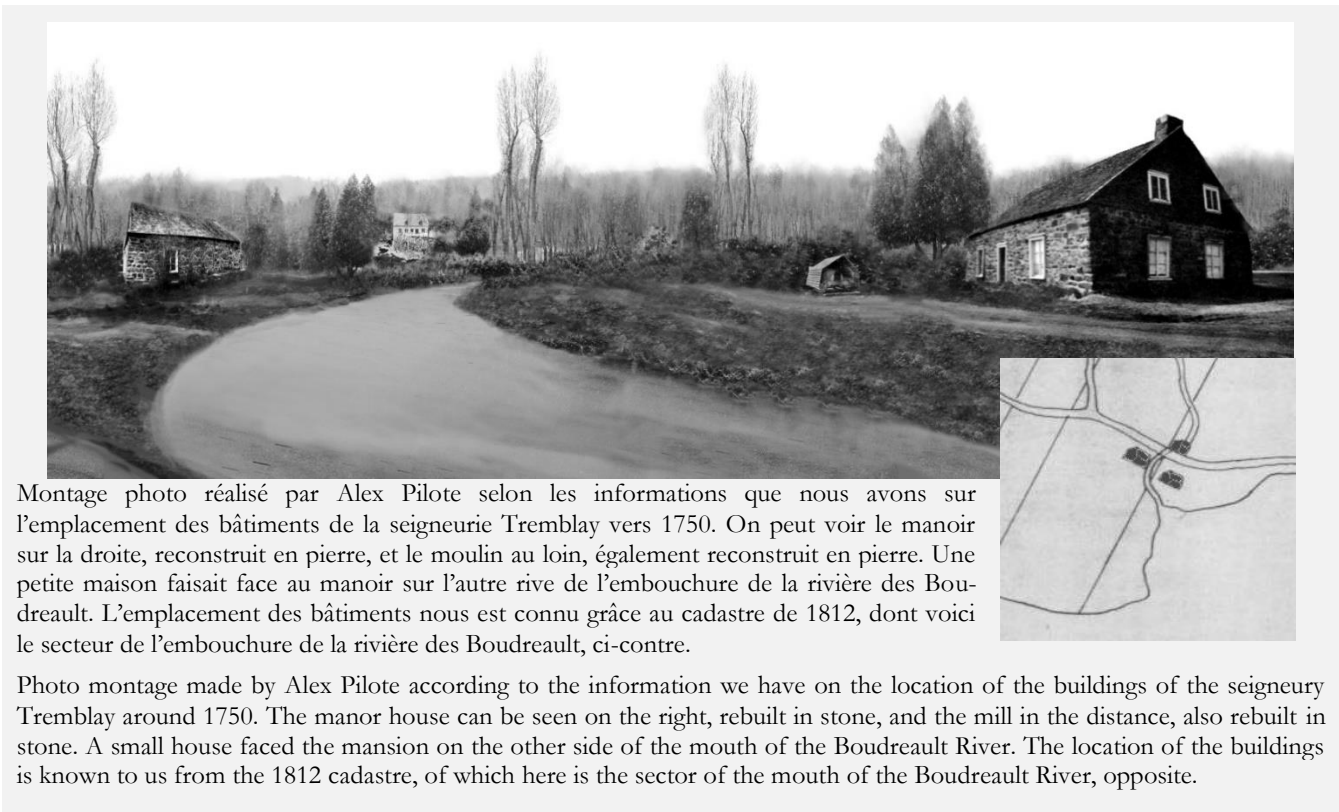 Montage photo réalisé par Alex Pilote selon les informations que nous avons sur
l’emplacement des bâtiments de la seigneurie Tremblay vers 1750. On peut voir le manoir
sur la droite, reconstruit en pierre, et le moulin au loin, également reconstruit en pierre. Une
petite maison faisait face au manoir sur l’autre rive de l’embouchure de la rivière des Bou-
dreault. L’emplacement des bâtiments nous est connu grâce au cadastre de 1812, dont voici
le secteur de l’embouchure de la rivière des Boudreault, ci-contre.
Photo montage made by Alex Pilote according to the information we have on the location of the buildings of the seigneury
Tremblay around 1750. The manor house can be seen on the right, rebuilt in stone, and the mill in the distance, also rebuilt in
stone. A small house faced the mansion on the other side of the mouth of the Boudreault River. The location of the buildings
is known to us from the 1812 cadastre, of which here is the sector of the mouth of the Boudreault River, opposite.